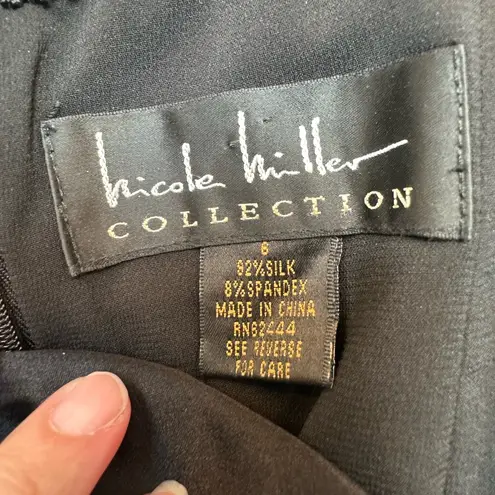 nicole miller
COLLECTION
6
92%SILK
8%SPANDEX
MADE IN CHINA
RN62444
SEE REVERSE
FOR CARE